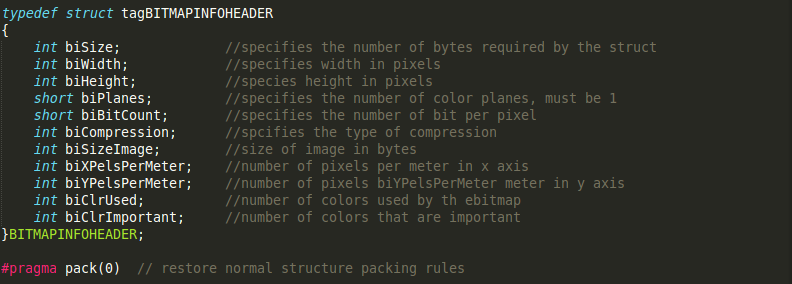 typedef struct tagBITMAPINFOHEADER
{
int biSize; //specifies the number of bytes required by the struct
int biWidth; //specifies width in pixels
int biHeight; //species height in pixels
short biPlanes; //specifies the number of color planes, must be 1
short biBitCount; //specifies the number of bit per pixel
int biCompression; //spcifies the type of compression
int biSizeImage; //size of image in bytes
int biXPelsPerMeter; //number of pixels per meter in x axis
int biYPelsPerMeter; //number of pixels biYPelsPerMeter meter in y axis
int biClrUsed; //number of colors used by th ebitmap
int biClrImportant; //number of colors that are important
}BITMAPINFOHEADER;
#pragma pack(0) // restore normal structure packing rules